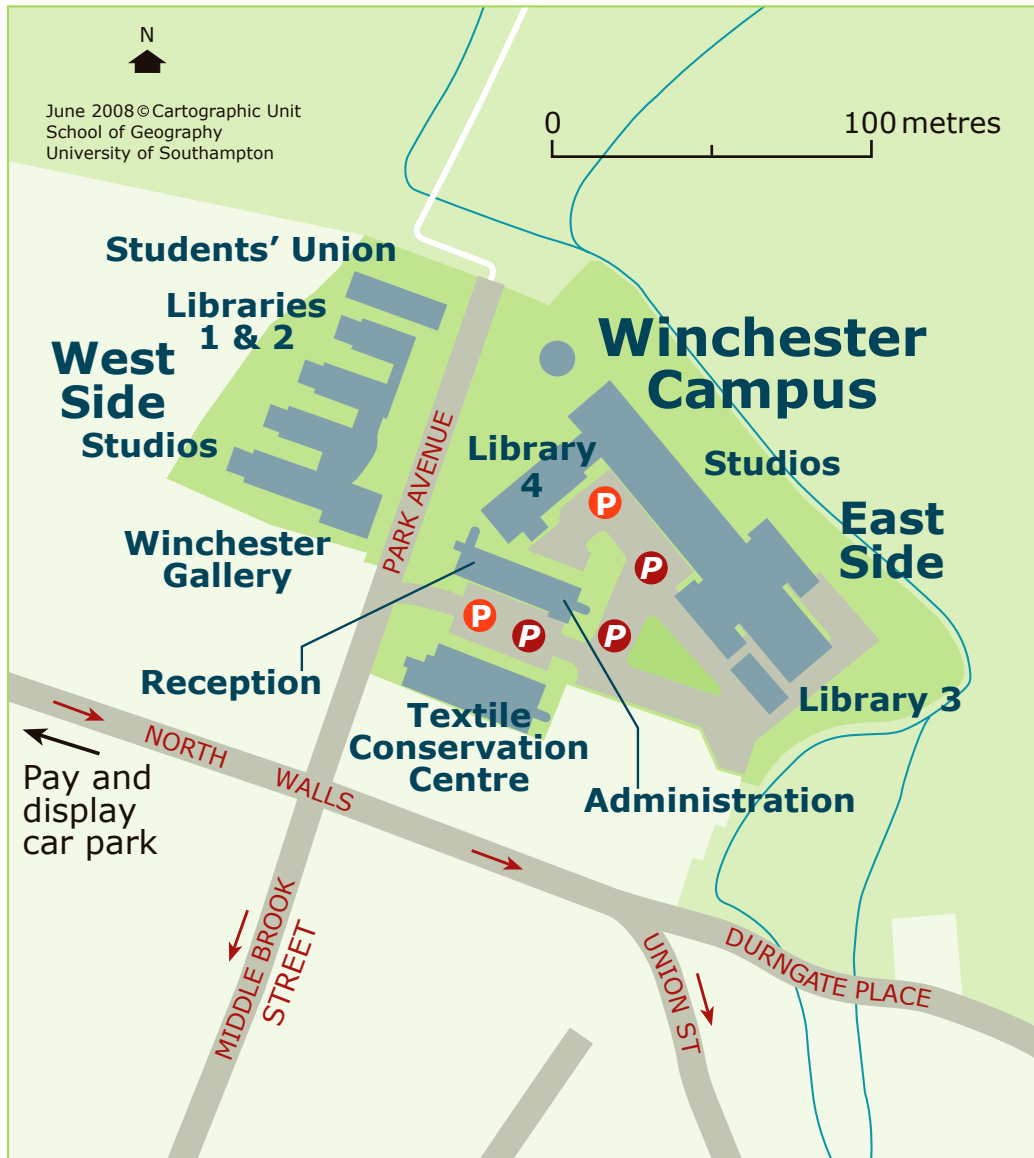 N
June 2008 © Cartographic Unit
School of Geography
University of Southampton
0 100 metres
Students’ Union
Libraries
1 & 2
West
Side
Studios
Winchester
Gallery
Winchester
Campus
Library
4
Studios
East
Side
PARK AVENUE
P
P
P
P
P
Reception
Textile
Conservation
Centre
Administration
Library 3
NORTH WALLS
Pay and
display
car park
MIDDLE BROOK
STREET
UNION ST
DURNGATE PLACE